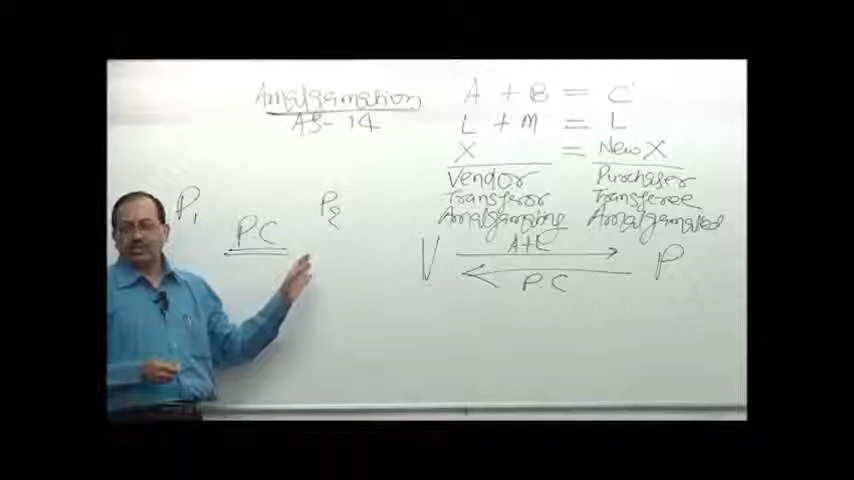 Amalgamation
AS-14
A + B = C
L + M = L
X = New X
Vendor Purchaser
Transferor Transferee
Amalgamating Amalgamated
P1
P2
P.C
V A+L P
P.C